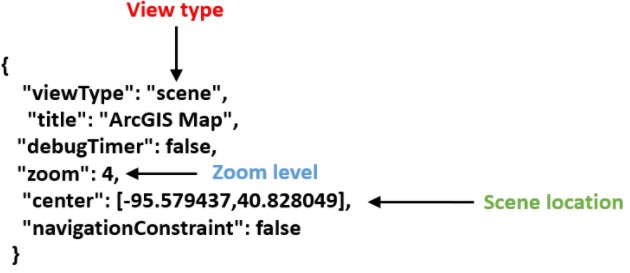 View type
{
"viewType": "scene",
"title": "ArcGIS Map",
"debugTimer": false,
"zoom": 4,
Zoom level
"center": [-95.579437,40.828049],
Scene location
"navigationConstraint": false
}